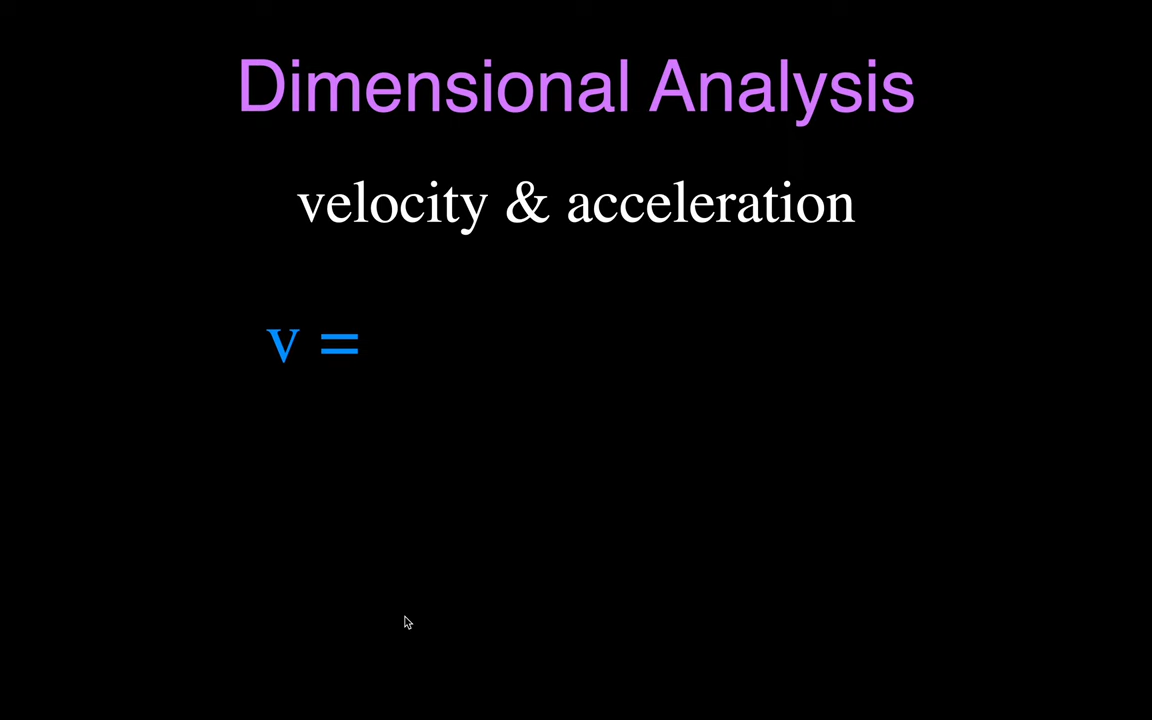 Dimensional Analysis
velocity & acceleration
v =